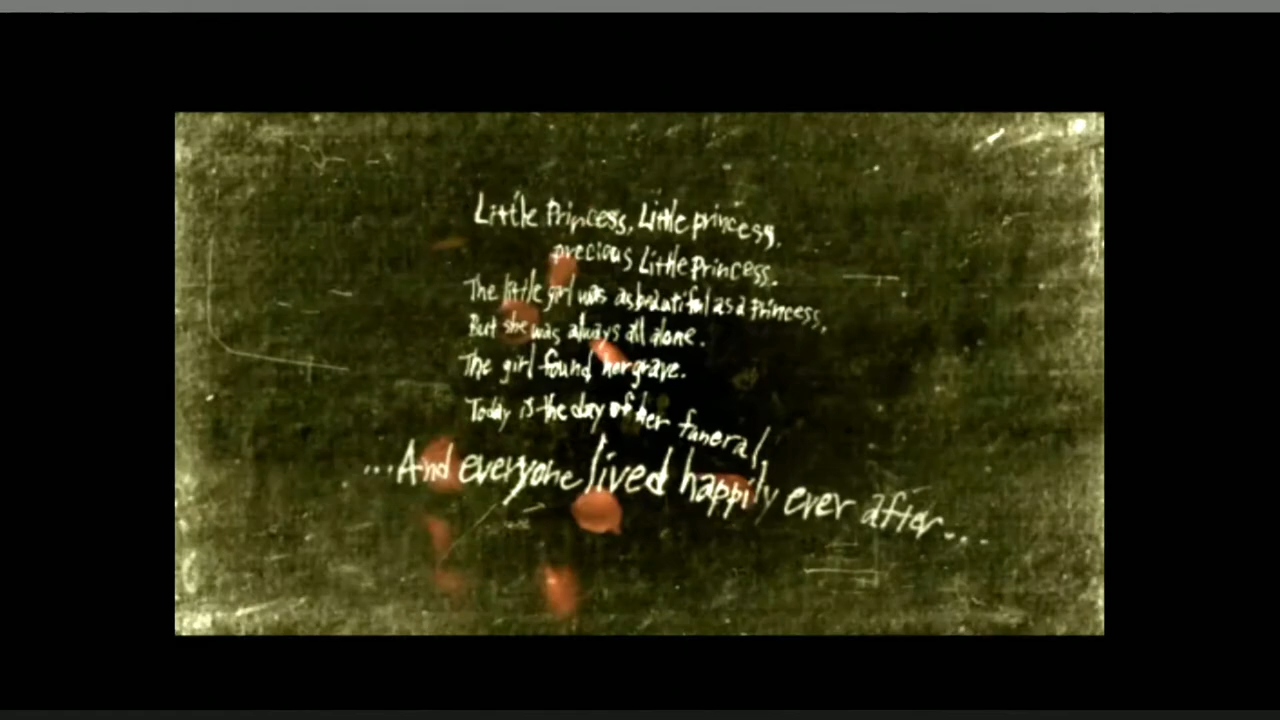 Little Princess, Little princess,
precious Little Princess.
The little girl was as beautiful as a Princess,
But she was always all alone.
The girl found her grave.
Today is the day of her funeral,
...And everyone lived happily ever after...